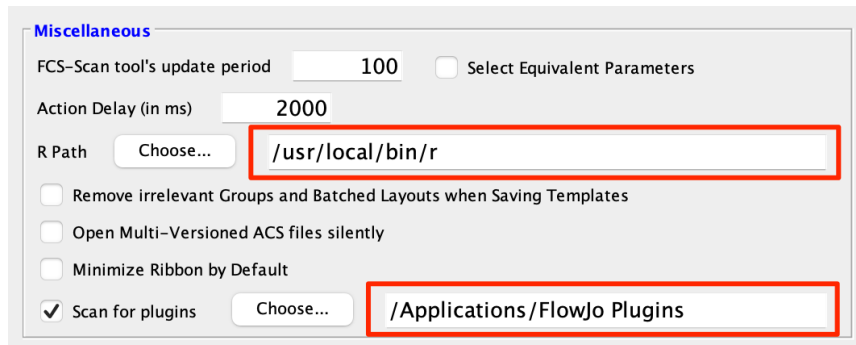 Miscellaneous
FCS-Scan tool's update period 100 Select Equivalent Parameters
Action Delay (in ms) 2000
R Path Choose... /usr/local/bin/r
Remove irrelevant Groups and Batched Layouts when Saving Templates
Open Multi-Versioned ACS files silently
Minimize Ribbon by Default
Scan for plugins Choose... /Applications/FlowJo Plugins